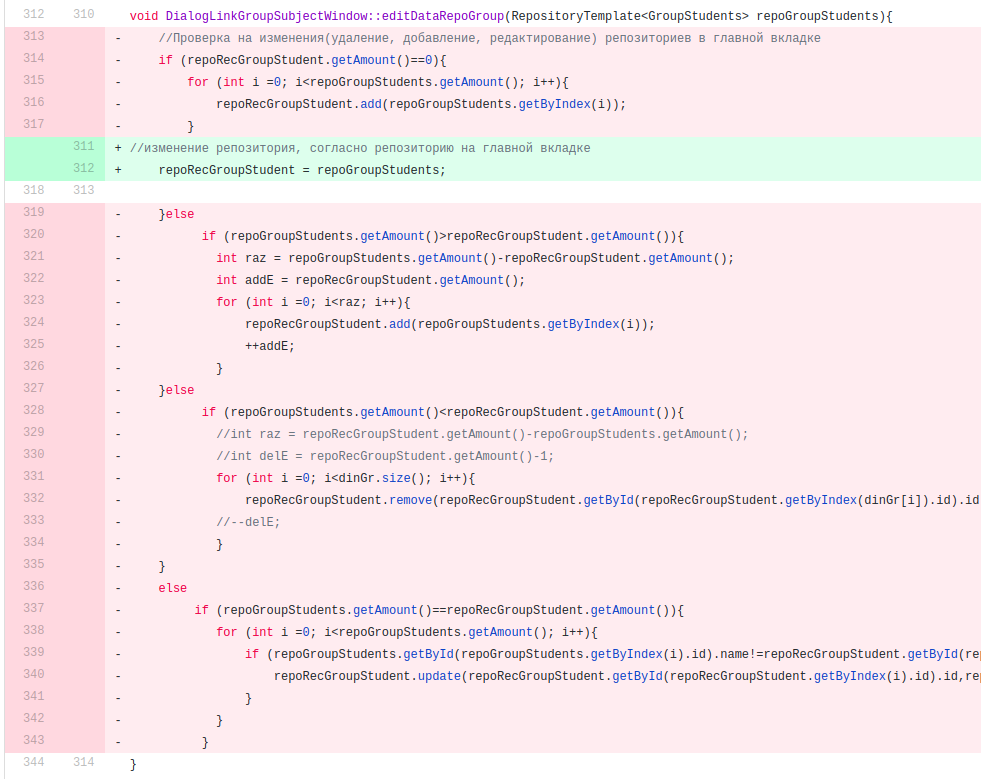 312 310 void DialogLinkGroupSubjectWindow::editDataRepoGroup(RepositoryTemplate<GroupStudents> repoGroupStudents){
313 - //Проверка на изменения(удаление, добавление, редактирование) репозиториев в главной вкладке
314 - if (repoRecGroupStudent.getAmount()==0){
315 - for (int i =0; i<repoGroupStudents.getAmount(); i++){
316 - repoRecGroupStudent.add(repoGroupStudents.getByIndex(i));
317 - }
311 + //изменение репозитория, согласно репозиторию на главной вкладке
312 + repoRecGroupStudent = repoGroupStudents;
318 313
319 - }else
320 - if (repoGroupStudents.getAmount()>repoRecGroupStudent.getAmount()){
321 - int raz = repoGroupStudents.getAmount()-repoRecGroupStudent.getAmount();
322 - int addE = repoRecGroupStudent.getAmount();
323 - for (int i =0; i<raz; i++){
324 - repoRecGroupStudent.add(repoGroupStudents.getByIndex(i));
325 - ++addE;
326 - }
327 - }else
328 - if (repoGroupStudents.getAmount()<repoRecGroupStudent.getAmount()){
329 - //int raz = repoRecGroupStudent.getAmount()-repoGroupStudents.getAmount();
330 - //int delE = repoRecGroupStudent.getAmount()-1;
331 - for (int i =0; i<dinGr.size(); i++){
332 - repoRecGroupStudent.remove(repoRecGroupStudent.getById(repoRecGroupStudent.getByIndex(dinGr[i]).id).id
333 - //--delE;
334 - }
335 - }
336 - else
337 - if (repoGroupStudents.getAmount()==repoRecGroupStudent.getAmount()){
338 - for (int i =0; i<repoGroupStudents.getAmount(); i++){
339 - if (repoGroupStudents.getById(repoGroupStudents.getByIndex(i).id).name!=repoRecGroupStudent.getById(rep
340 - repoRecGroupStudent.update(repoRecGroupStudent.getById(repoRecGroupStudent.getByIndex(i).id).id,rep
341 - }
342 - }
343 - }
344 314 }